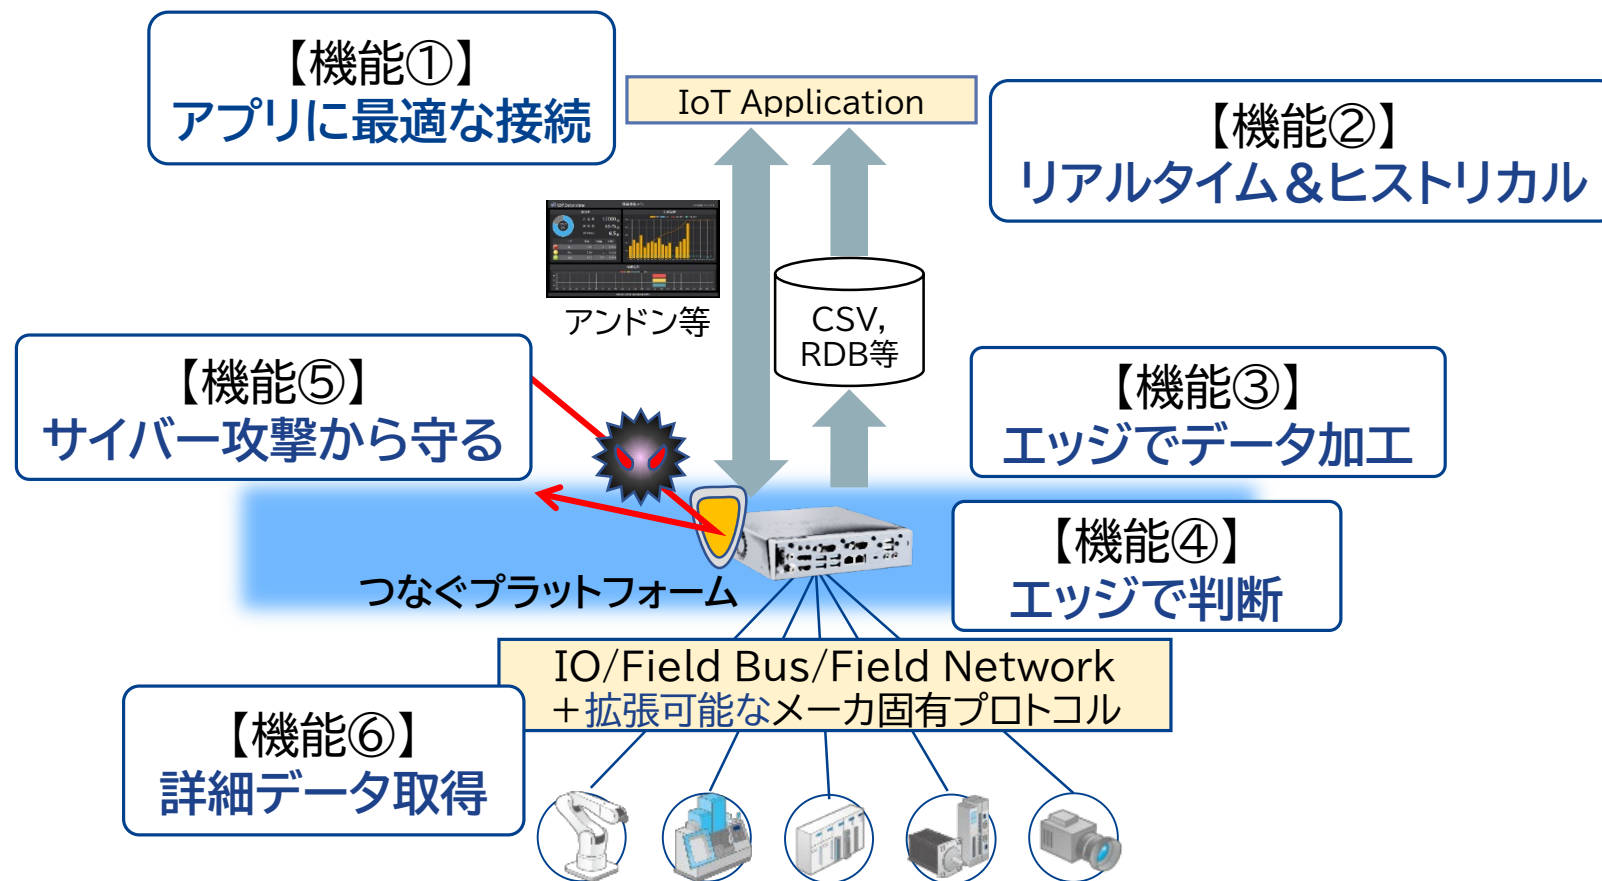 【機能①】
アプリに最適な接続
IoT Application
【機能②】
リアルタイム&ヒストリカル
アンドン等
CSV,
RDB等
【機能⑤】
サイバー攻撃から守る
【機能③】
エッジでデータ加工
【機能④】
エッジで判断
つなぐプラットフォーム
IO/Field Bus/Field Network
+拡張可能なメーカ固有プロトコル
【機能⑥】
詳細データ取得